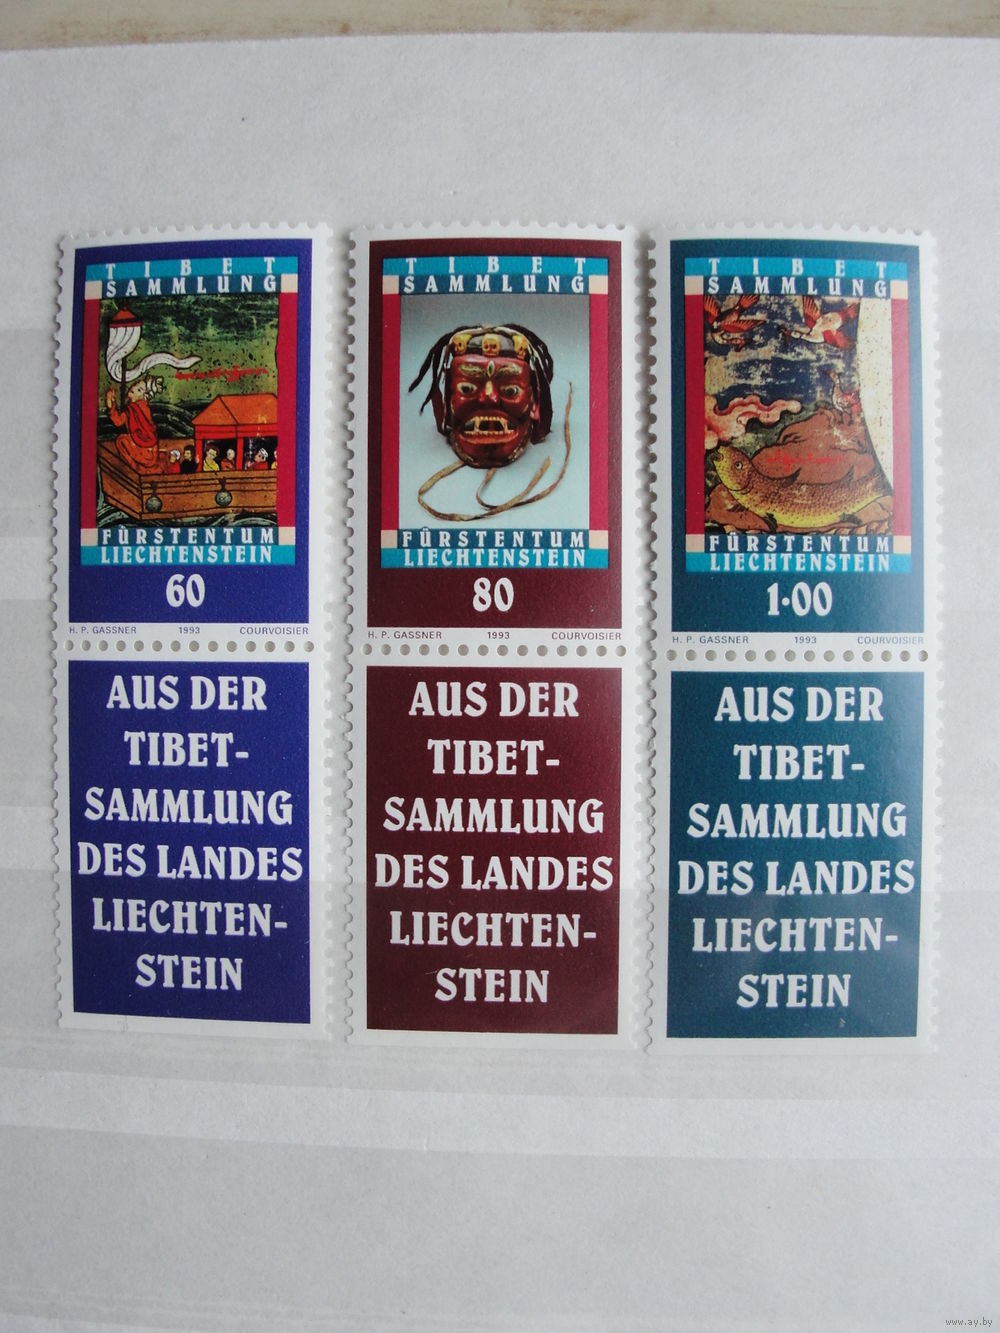 TIBET
SAMMLUNG
FÜRSTENTUM
LIECHTENSTEIN
60
H. P. GASSNER 1993 COURVOISIER
AUS DER
TIBET-
SAMMLUNG
DES LANDES
LIECHTEN-
STEIN
TIBET
SAMMLUNG
FÜRSTENTUM
LIECHTENSTEIN
80
H. P. GASSNER 1993 COURVOISIER
AUS DER
TIBET-
SAMMLUNG
DES LANDES
LIECHTEN-
STEIN
TIBET
SAMMLUNG
FÜRSTENTUM
LIECHTENSTEIN
1·00
H. P. GASSNER 1993 COURVOISIER
AUS DER
TIBET-
SAMMLUNG
DES LANDES
LIECHTEN-
STEIN
www.ay.by